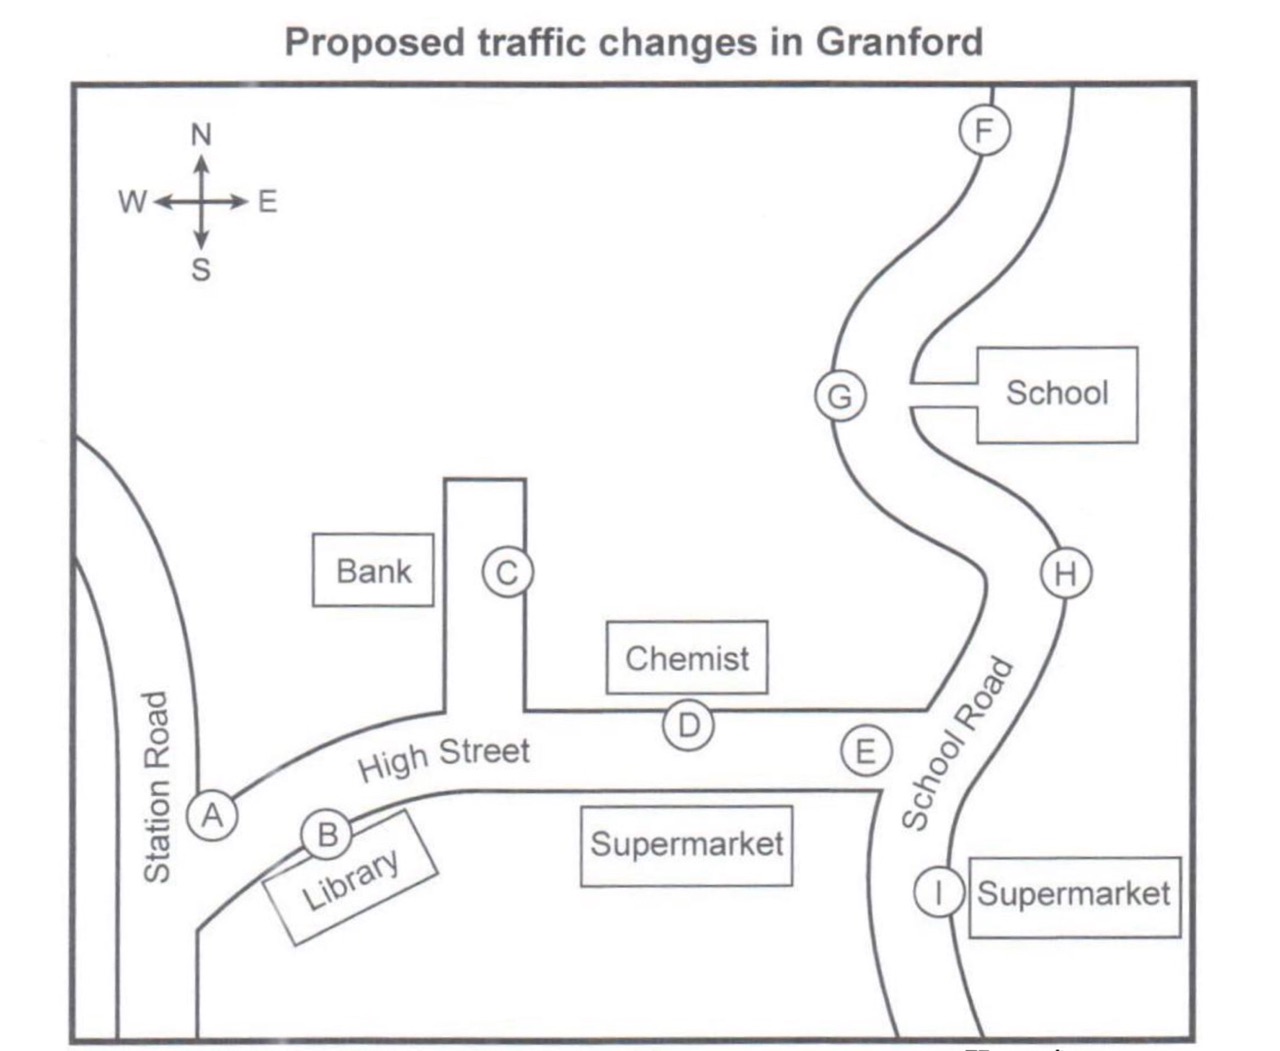 Proposed traffic changes in Granford
N
W E
S
F
G
School
Bank
C
H
Chemist
D
High Street
E
School Road
Station Road
A
B
Library
Supermarket
I
Supermarket